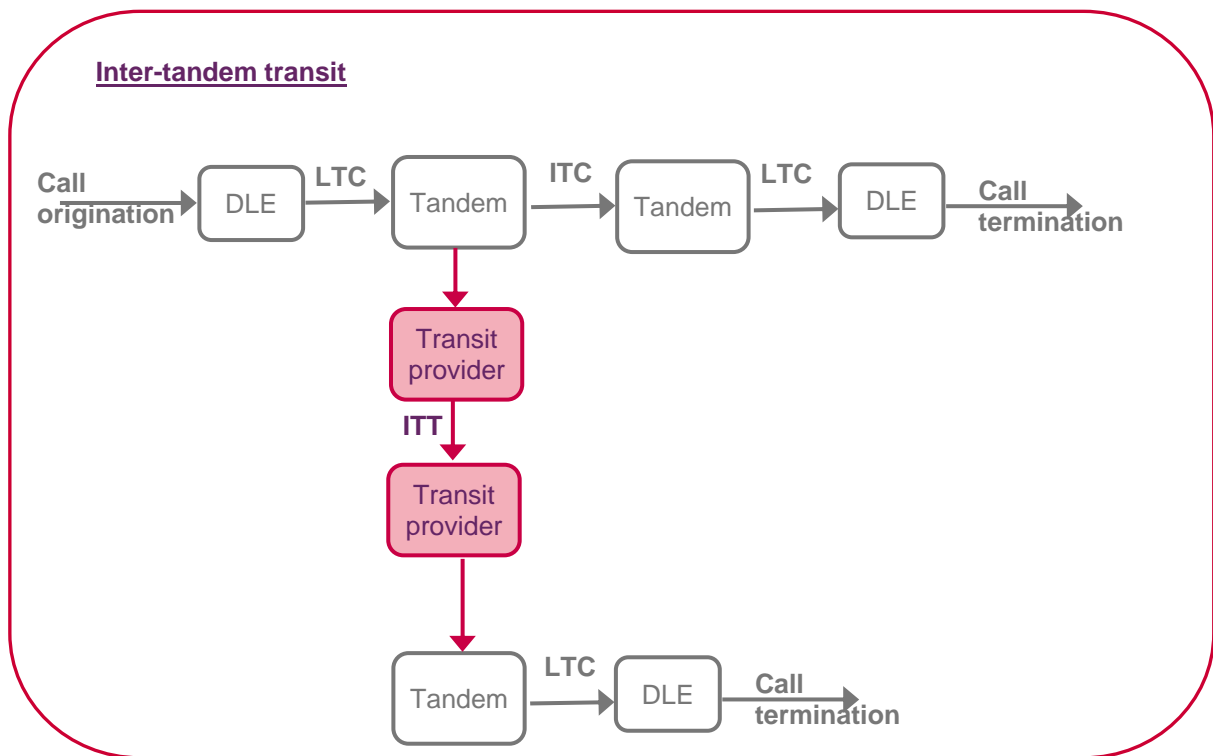 Inter-tandem transit
Call
origination
DLE
LTC
Tandem
ITC
Tandem
LTC
DLE
Call
termination
Transit
provider
ITT
Transit
provider
Tandem
LTC
DLE
Call
termination